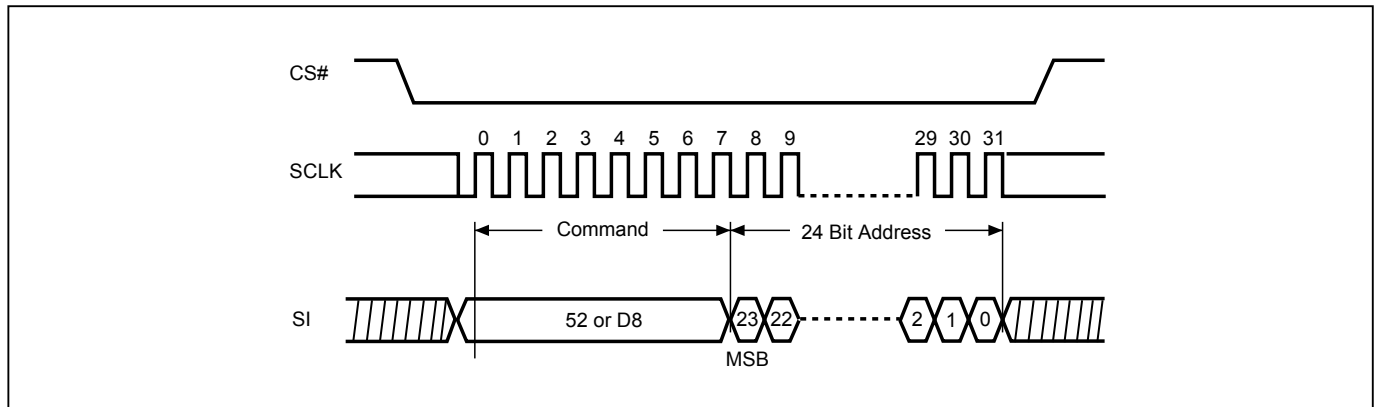 CS#
0 1 2 3 4 5 6 7 8 9 29 30 31
SCLK
Command 24 Bit Address
SI 52 or D8 23 22 2 1 0
MSB